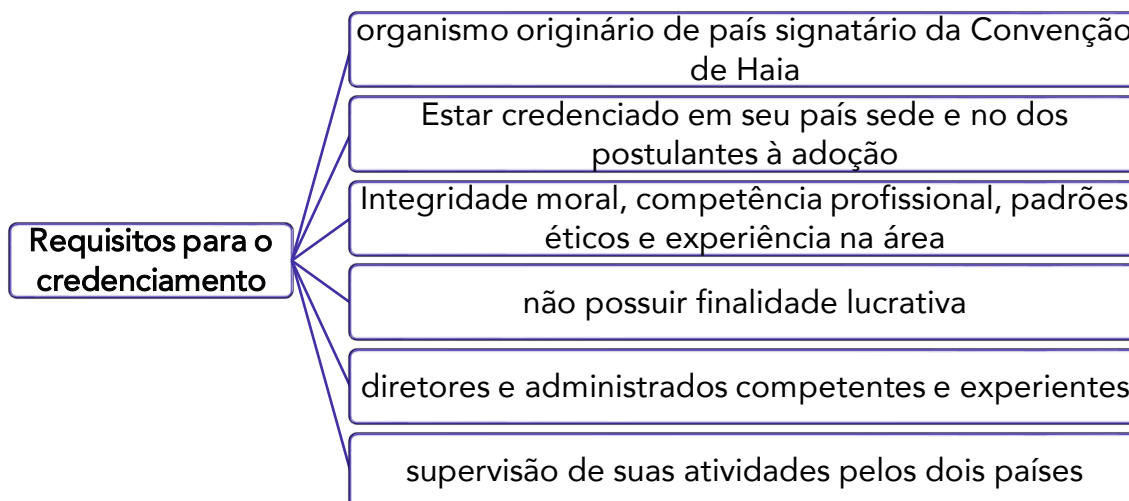 Requisitos para o
credenciamento
organismo originário de país signatário da Convenção
de Haia
Estar credenciado em seu país sede e no dos
postulantes à adoção
Integridade moral, competência profissional, padrões
éticos e experiência na área
não possuir finalidade lucrativa
diretores e administrados competentes e experientes
supervisão de suas atividades pelos dois países